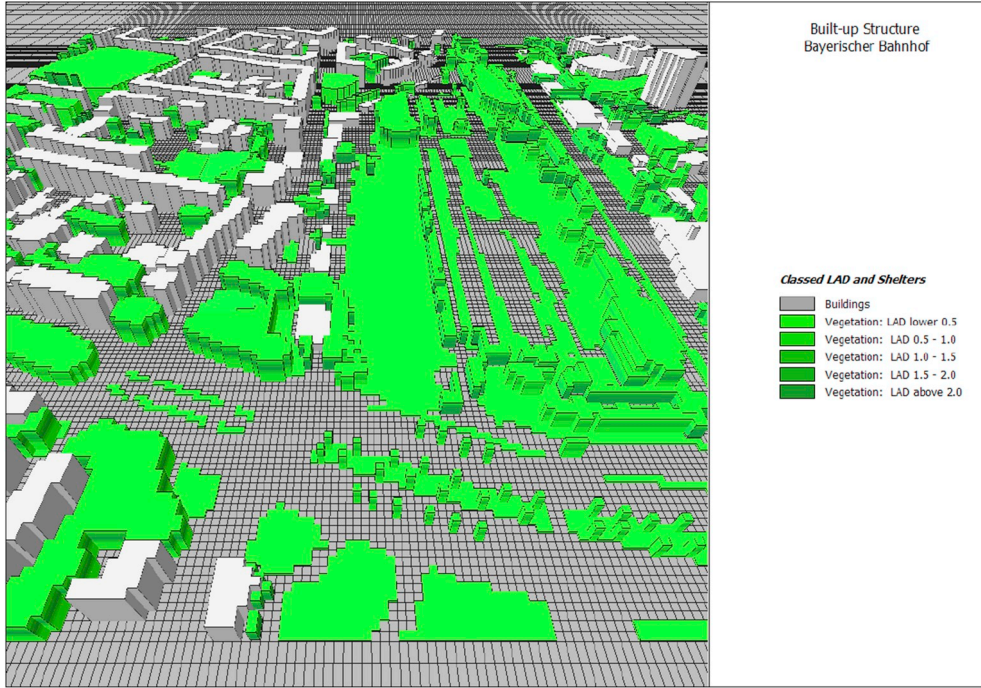 Built-up Structure
Bayerischer Bahnhof
Classed LAD and Shelters
Buildings
Vegetation: LAD lower 0.5
Vegetation: LAD 0.5 - 1.0
Vegetation: LAD 1.0 - 1.5
Vegetation: LAD 1.5 - 2.0
Vegetation: LAD above 2.0